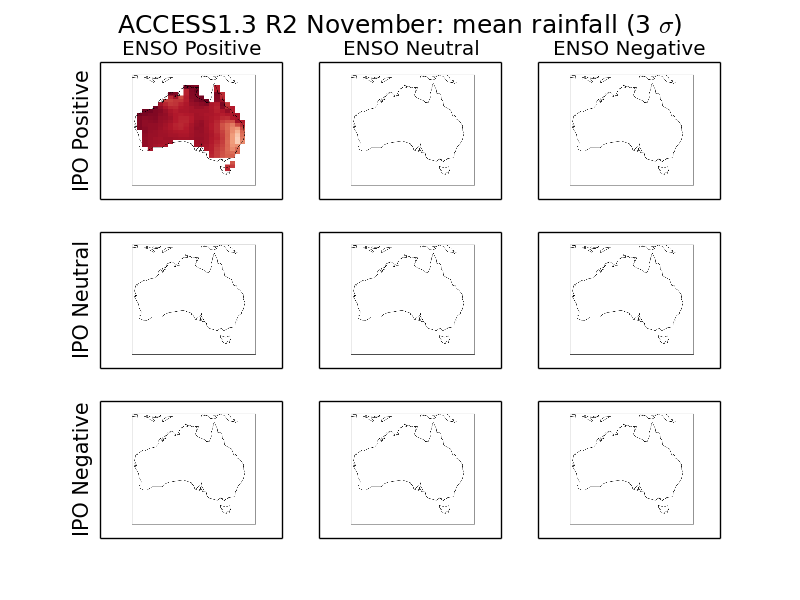 ACCESS1.3 R2 November: mean rainfall (3 σ)
ENSO Positive
ENSO Neutral
ENSO Negative
IPO Positive
IPO Neutral
IPO Negative